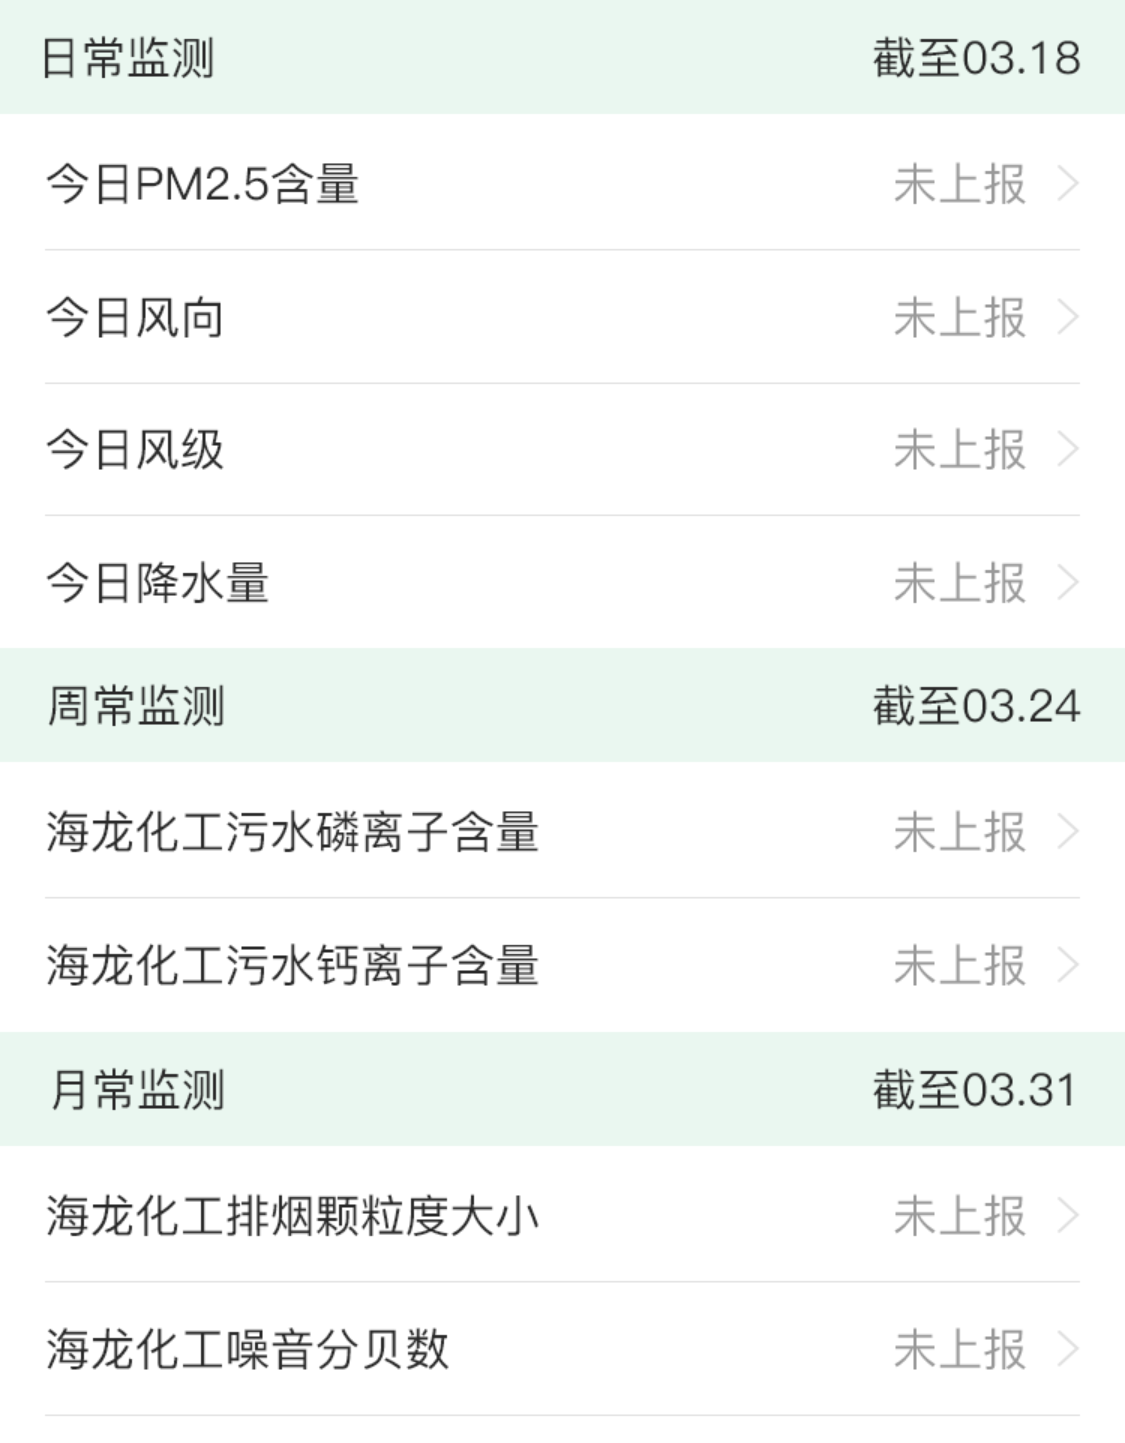 日常监测 截至03.18
今日PM2.5含量 未上报
今日风向 未上报
今日风级 未上报
今日降水量 未上报
周常监测 截至03.24
海龙化工污水磷离子含量 未上报
海龙化工污水钙离子含量 未上报
月常监测 截至03.31
海龙化工排烟颗粒度大小 未上报
海龙化工噪音分贝数 未上报